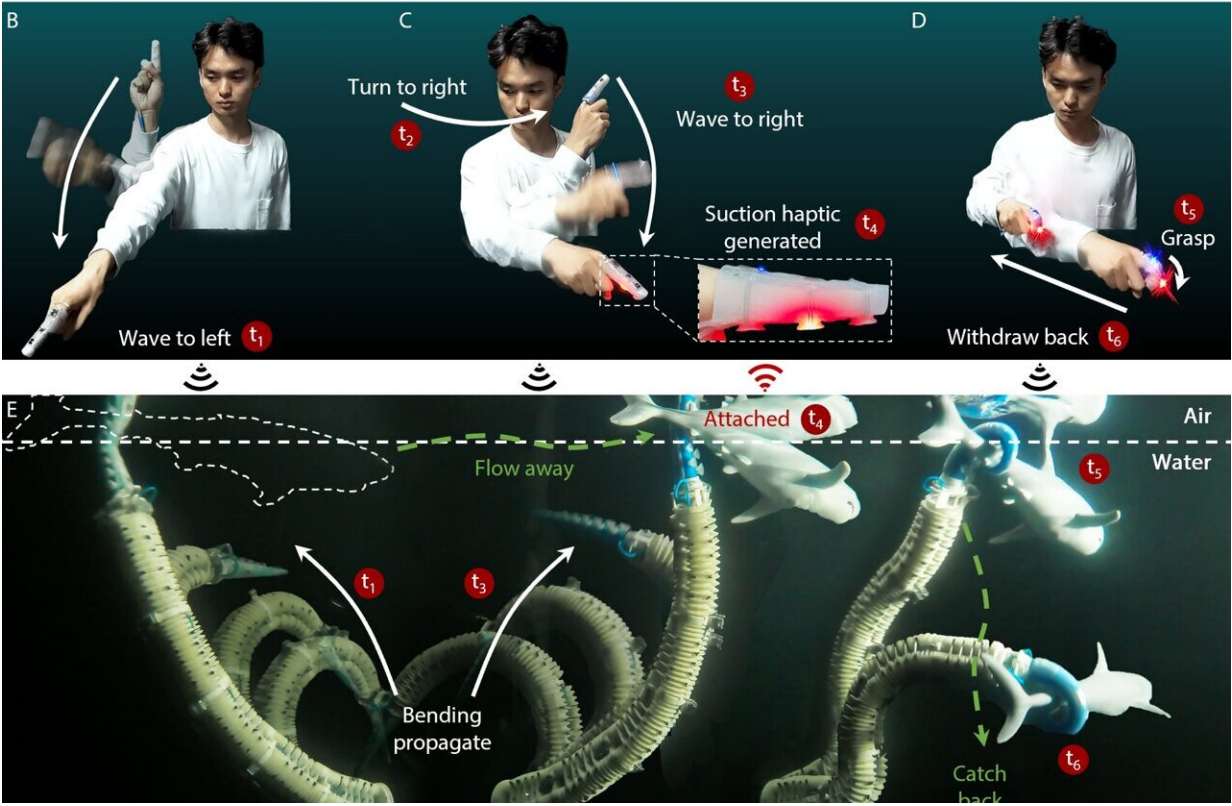 B
Wave to left t1
C
Turn to right
t2
t3
Wave to right
Suction haptic
generated
t4
D
t5
Grasp
Withdraw back t6
E
Attached t4
Flow away
Air
Water
t5
t1
t3
Bending
propagate
t6
Catch
back